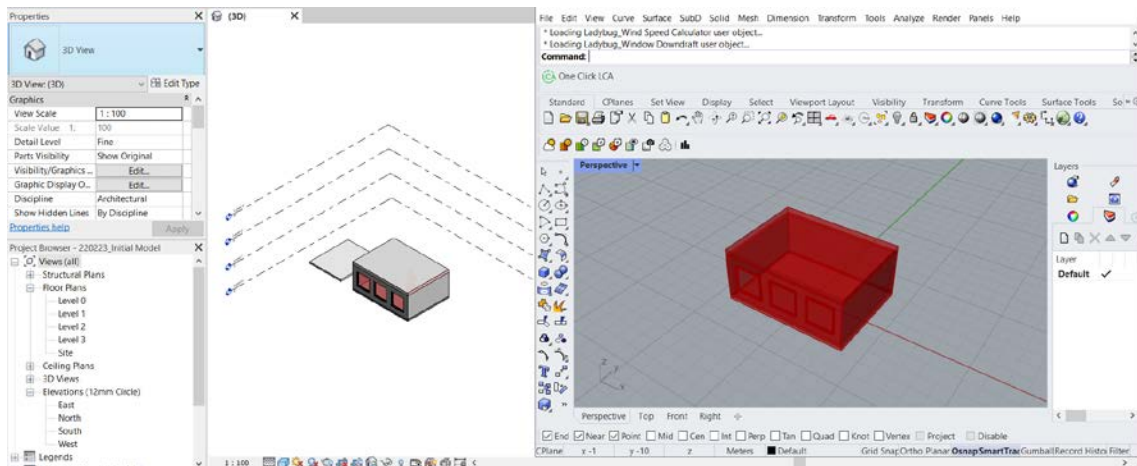 Properties
3D View
3D View: {3D}
Edit Type
Graphics
View Scale
1 : 100
Scale Value 1:
100
Detail Level
Fine
Parts Visibility
Show Original
Visibility/Graphics ...
Edit...
Graphic Display O...
Edit...
Discipline
Architectural
Show Hidden Lines
By Discipline
Properties help
Apply
Project Browser - 220223_Initial Model
Views (all)
Structural Plans
Floor Plans
Level 0
Level 1
Level 2
Level 3
Site
Ceiling Plans
3D Views
Elevations (12mm Circle)
East
North
South
West
Legends
{3D}
1 : 100
File Edit View Curve Surface SubD Solid Mesh Dimension Transform Tools Analyze Render Panels Help
* Loading Ladybug_Wind Speed Calculator user object...
* Loading Ladybug_Window Downdraft user object...
Command:
One Click LCA
Standard CPlanes Set View Display Select Viewport Layout Visibility Transform Curve Tools Surface Tools So
Perspective
z
y
x
Layers
Layer
Default
Perspective Top Front Right
End Near Point Mid Cen Int Perp Tan Quad Knot Vertex Project Disable
CPlane x -1 y -10 z Meters Default Grid Snap Ortho Planar Osnap SmartTrac Gumball Record Histor Filter